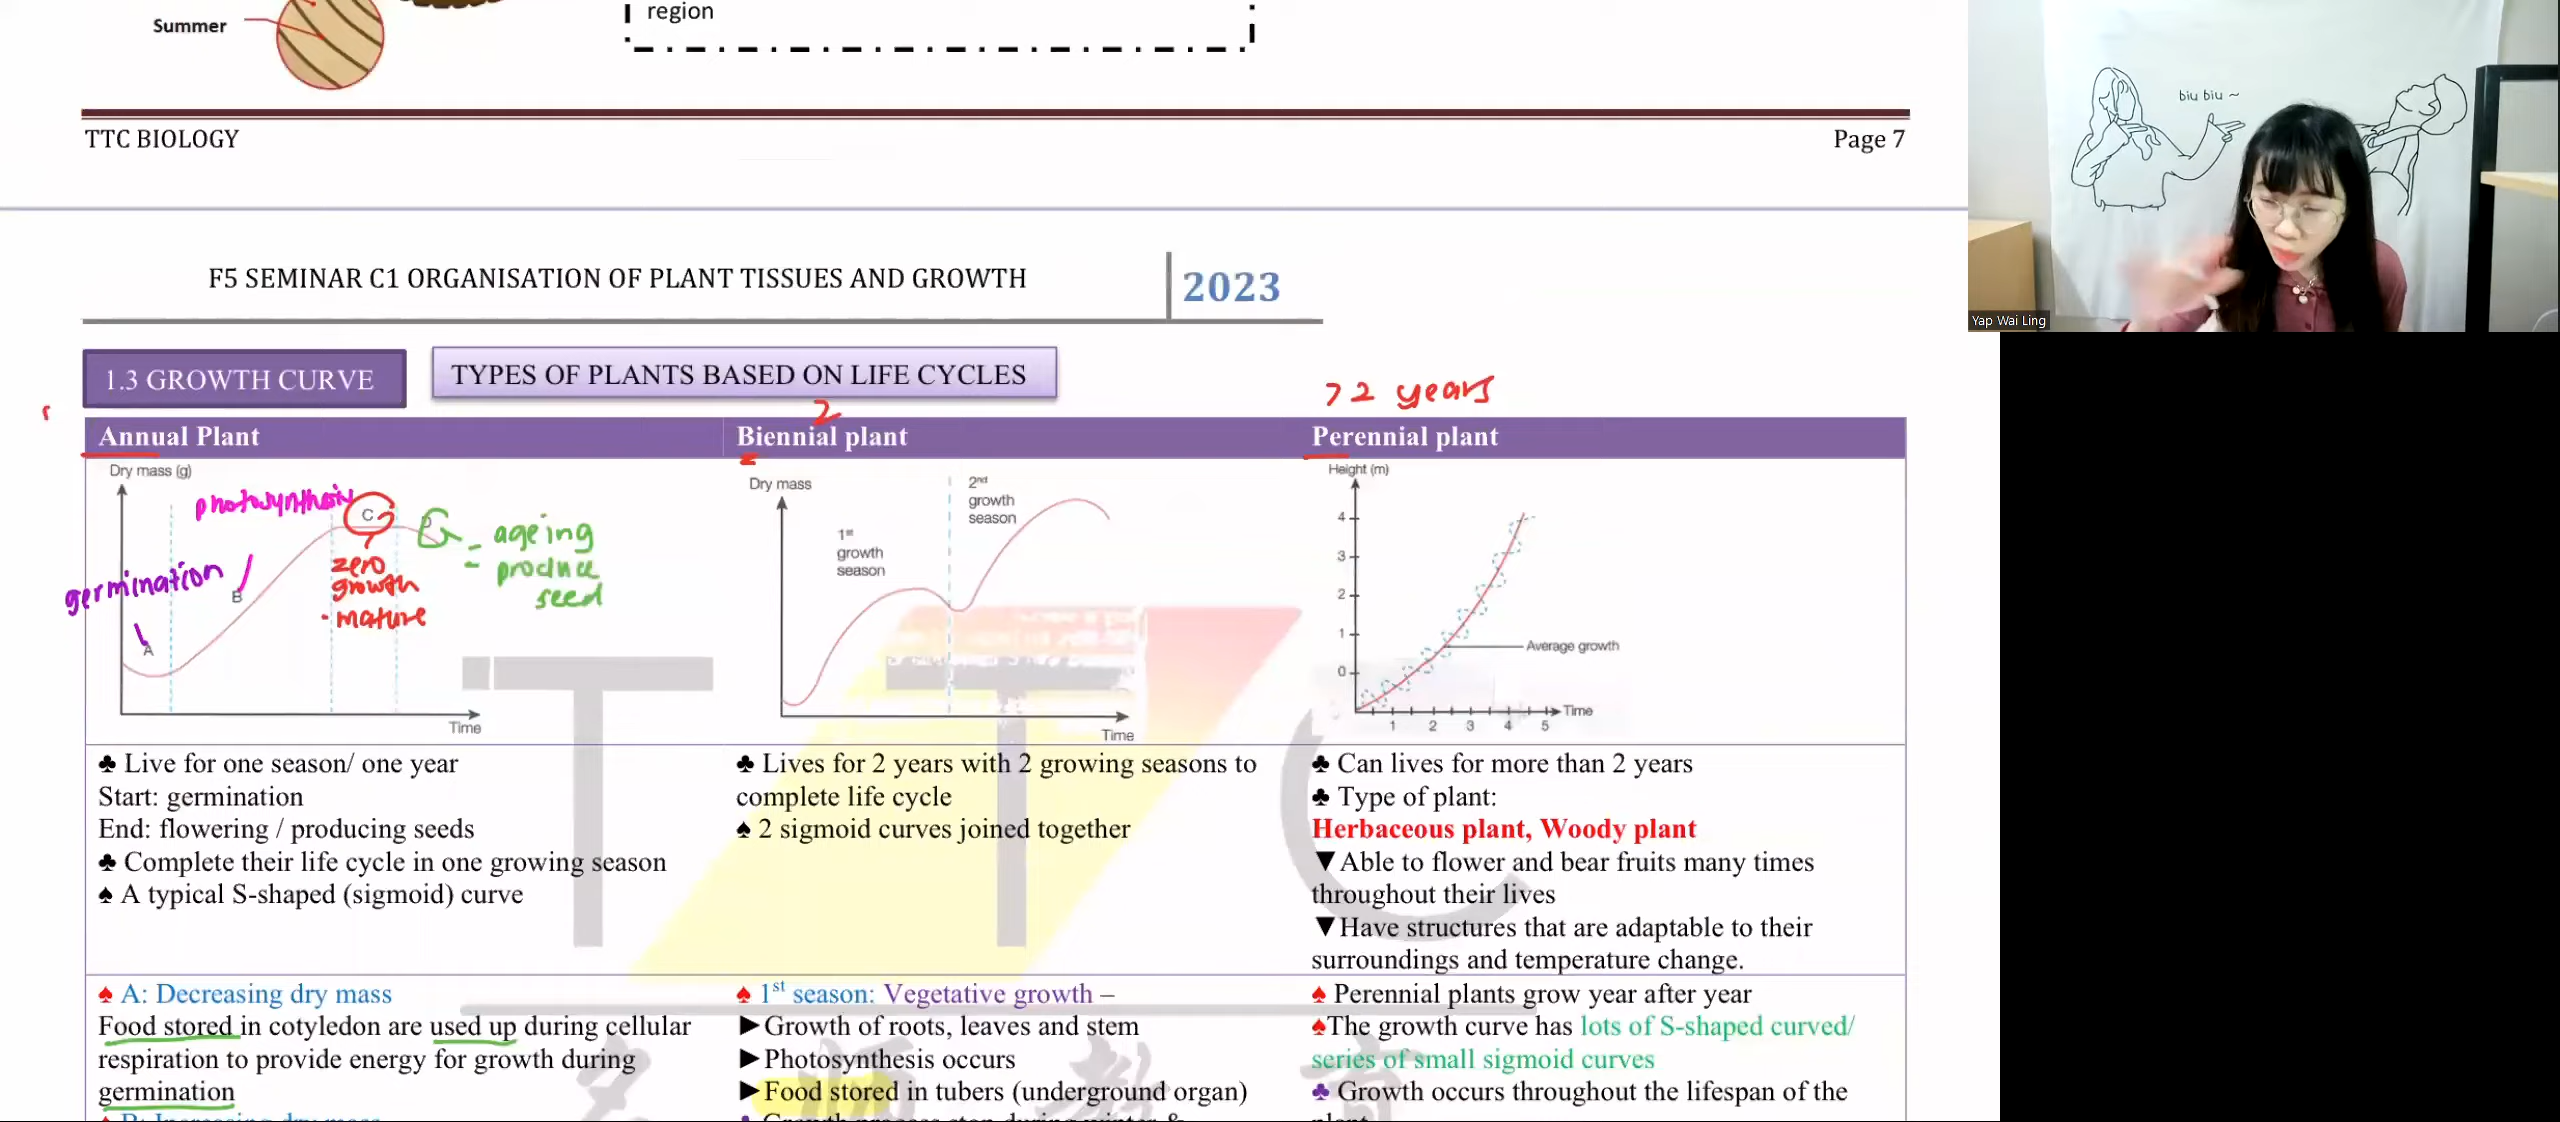 Summer
region
TTC BIOLOGY
Page 7
biu biu ~
Yap Wai Ling
F5 SEMINAR C1 ORGANISATION OF PLANT TISSUES AND GROWTH
2023
1.3 GROWTH CURVE
TYPES OF PLANTS BASED ON LIFE CYCLES
2
72 years
Annual Plant
Biennial plant
Perennial plant
Dry mass (g)
photosynthesis
C
D
zero
growth
- mature
- ageing
- produce
seed
germination
B
A
Time
Dry mass
1st
growth
season
2nd
growth
season
Time
Height (m)
4
3
2
1
0
Average growth
Time
1 2 3 4 5
♣ Live for one season/ one year
Start: germination
End: flowering / producing seeds
♣ Complete their life cycle in one growing season
♠ A typical S-shaped (sigmoid) curve
♣ Lives for 2 years with 2 growing seasons to
complete life cycle
♠ 2 sigmoid curves joined together
♣ Can lives for more than 2 years
♣ Type of plant:
Herbaceous plant, Woody plant
▼Able to flower and bear fruits many times
throughout their lives
▼Have structures that are adaptable to their
surroundings and temperature change.
♠ A: Decreasing dry mass
Food stored in cotyledon are used up during cellular
respiration to provide energy for growth during
germination
♠ B: Increasing dry mass
♠ 1st season: Vegetative growth –
►Growth of roots, leaves and stem
►Photosynthesis occurs
►Food stored in tubers (underground organ)
♠ Growth process stop during winter &
♠ Perennial plants grow year after year
♠The growth curve has lots of S-shaped curved/
series of small sigmoid curves
♣ Growth occurs throughout the lifespan of the
plant
TTC